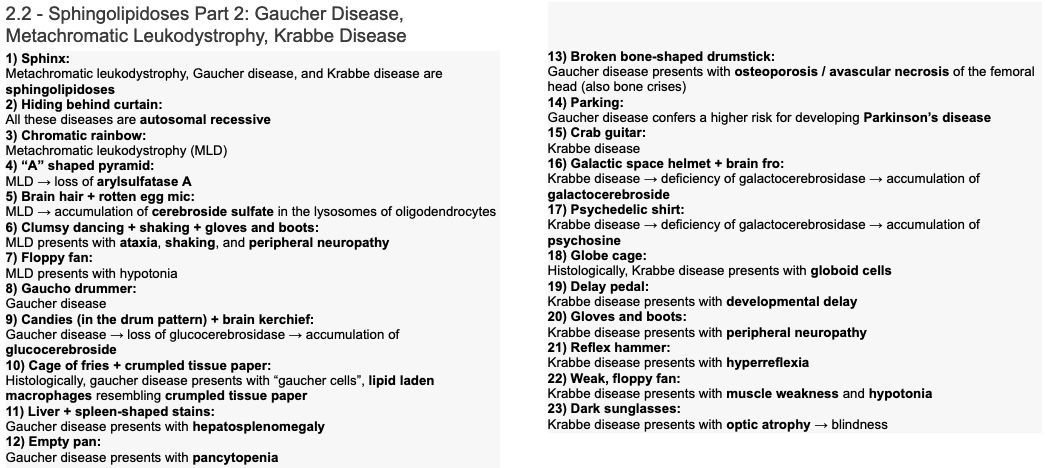 2.2 - Sphingolipidoses Part 2: Gaucher Disease,
Metachromatic Leukodystrophy, Krabbe Disease
1) Sphinx:
Metachromatic leukodystrophy, Gaucher disease, and Krabbe disease are
sphingolipidoses
2) Hiding behind curtain:
All these diseases are autosomal recessive
3) Chromatic rainbow:
Metachromatic leukodystrophy (MLD)
4) “A” shaped pyramid:
MLD → loss of arylsulfatase A
5) Brain hair + rotten egg mic:
MLD → accumulation of cerebroside sulfate in the lysosomes of oligodendrocytes
6) Clumsy dancing + shaking + gloves and boots:
MLD presents with ataxia, shaking, and peripheral neuropathy
7) Floppy fan:
MLD presents with hypotonia
8) Gaucho drummer:
Gaucher disease
9) Candies (in the drum pattern) + brain kerchief:
Gaucher disease → loss of glucocerebrosidase → accumulation of
glucocerebroside
10) Cage of fries + crumpled tissue paper:
Histologically, gaucher disease presents with “gaucher cells”, lipid laden
macrophages resembling crumpled tissue paper
11) Liver + spleen-shaped stains:
Gaucher disease presents with hepatosplenomegaly
12) Empty pan:
Gaucher disease presents with pancytopenia
13) Broken bone-shaped drumstick:
Gaucher disease presents with osteoporosis / avascular necrosis of the femoral
head (also bone crises)
14) Parking:
Gaucher disease confers a higher risk for developing Parkinson’s disease
15) Crab guitar:
Krabbe disease
16) Galactic space helmet + brain fro:
Krabbe disease → deficiency of galactocerebrosidase → accumulation of
galactocerebroside
17) Psychedelic shirt:
Krabbe disease → deficiency of galactocerebrosidase → accumulation of
psychosine
18) Globe cage:
Histologically, Krabbe disease presents with globoid cells
19) Delay pedal:
Krabbe disease presents with developmental delay
20) Gloves and boots:
Krabbe disease presents with peripheral neuropathy
21) Reflex hammer:
Krabbe disease presents with hyperreflexia
22) Weak, floppy fan:
Krabbe disease presents with muscle weakness and hypotonia
23) Dark sunglasses:
Krabbe disease presents with optic atrophy → blindness